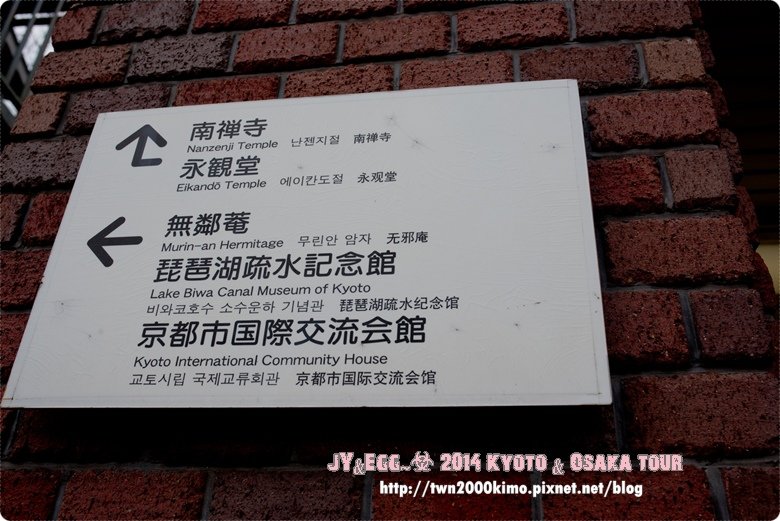 南禅寺
Nanzenji Temple 난젠지절 南禅寺
永観堂
Eikandō Temple 에이칸도절 永观堂
無鄰菴
Murin-an Hermitage 무린안 암자 无邪庵
琵琶湖疏水記念館
Lake Biwa Canal Museum of Kyoto
비와코호수 소수운하 기념관 琵琶湖疏水纪念馆
京都市国際交流会館
Kyoto International Community House
교토시립 국제교류회관 京都市国际交流会馆
JY&Egg~ 2014 Kyoto & Osaka tour
http://twn2000kimo.pixnet.net/blog